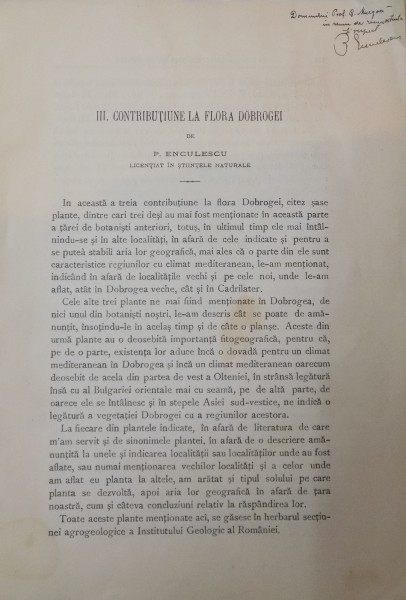 Domnului Prof. G. Murgoci
în semn de recunoștință
și respect
P. Enculescu
III. CONTRIBUȚIUNE LA FLORA DOBROGEI
DE
P. ENCULESCU
LICENȚIAT ÎN ȘTIINȚELE NATURALE
In această a treia contribuțiune la flora Dobrogei, citez șase
plante, dintre cari trei deși au mai fost menționate în această parte
a țărei de botaniști anteriori, totuș, în ultimul timp ele mai întâl-
nindu-se și în alte localități, în afară de cele indicate și pentru a
se puteà stabili aria lor geografică, mai ales că o parte din ele sunt
caracteristice regiunilor cu climat mediteranean, le-am menționat,
indicând în afară de localitățile vechi și pe cele noi, unde le-am
aflat, atât în Dobrogea veche, cât și în Cadrilater.
Cele alte trei plante ne mai fiind menționate în Dobrogea, de
nici unul din botaniștii noștri, le-am descris cât se poate de amă-
nunțit, însoțindu-le în acelaș timp și de câte o planșe. Aceste din
urmă plante au o deosebită importanță fitogeografică, pentru că,
pe de o parte, existența lor aduce încă o dovadă pentru un climat
mediteranean în Dobrogea și încă un climat mediteranean oarecum
deosebit de acela din partea de vest a Olteniei, în strânsă legătură
însă cu al Bulgariei orientale mai cu seamă, pe de altă parte, de
oarece ele se întâlnesc și în stepele Asiei sud-vestice, ne indică o
legătură a vegetației Dobrogei cu a regiunilor acestora.
La fiecare din plantele indicate, în afară de literatura de care
m'am servit și de sinonimele plantei, în afară de o descriere amă-
nunțită la unele și indicarea localității sau localităților unde au fost
aflate, sau numai menționarea vechilor localități și a celor unde
am aflat eu planta la altele, am arătat și tipul solului pe care
planta se dezvoltă, apoi aria lor geografică în afară de țara
noastră, cum și câteva concluziuni relativ la răspândirea lor.
Toate aceste plante menționate aci, se găsesc în herbarul secțiu-
nei agrogeologice a Institutului Geologic al României.